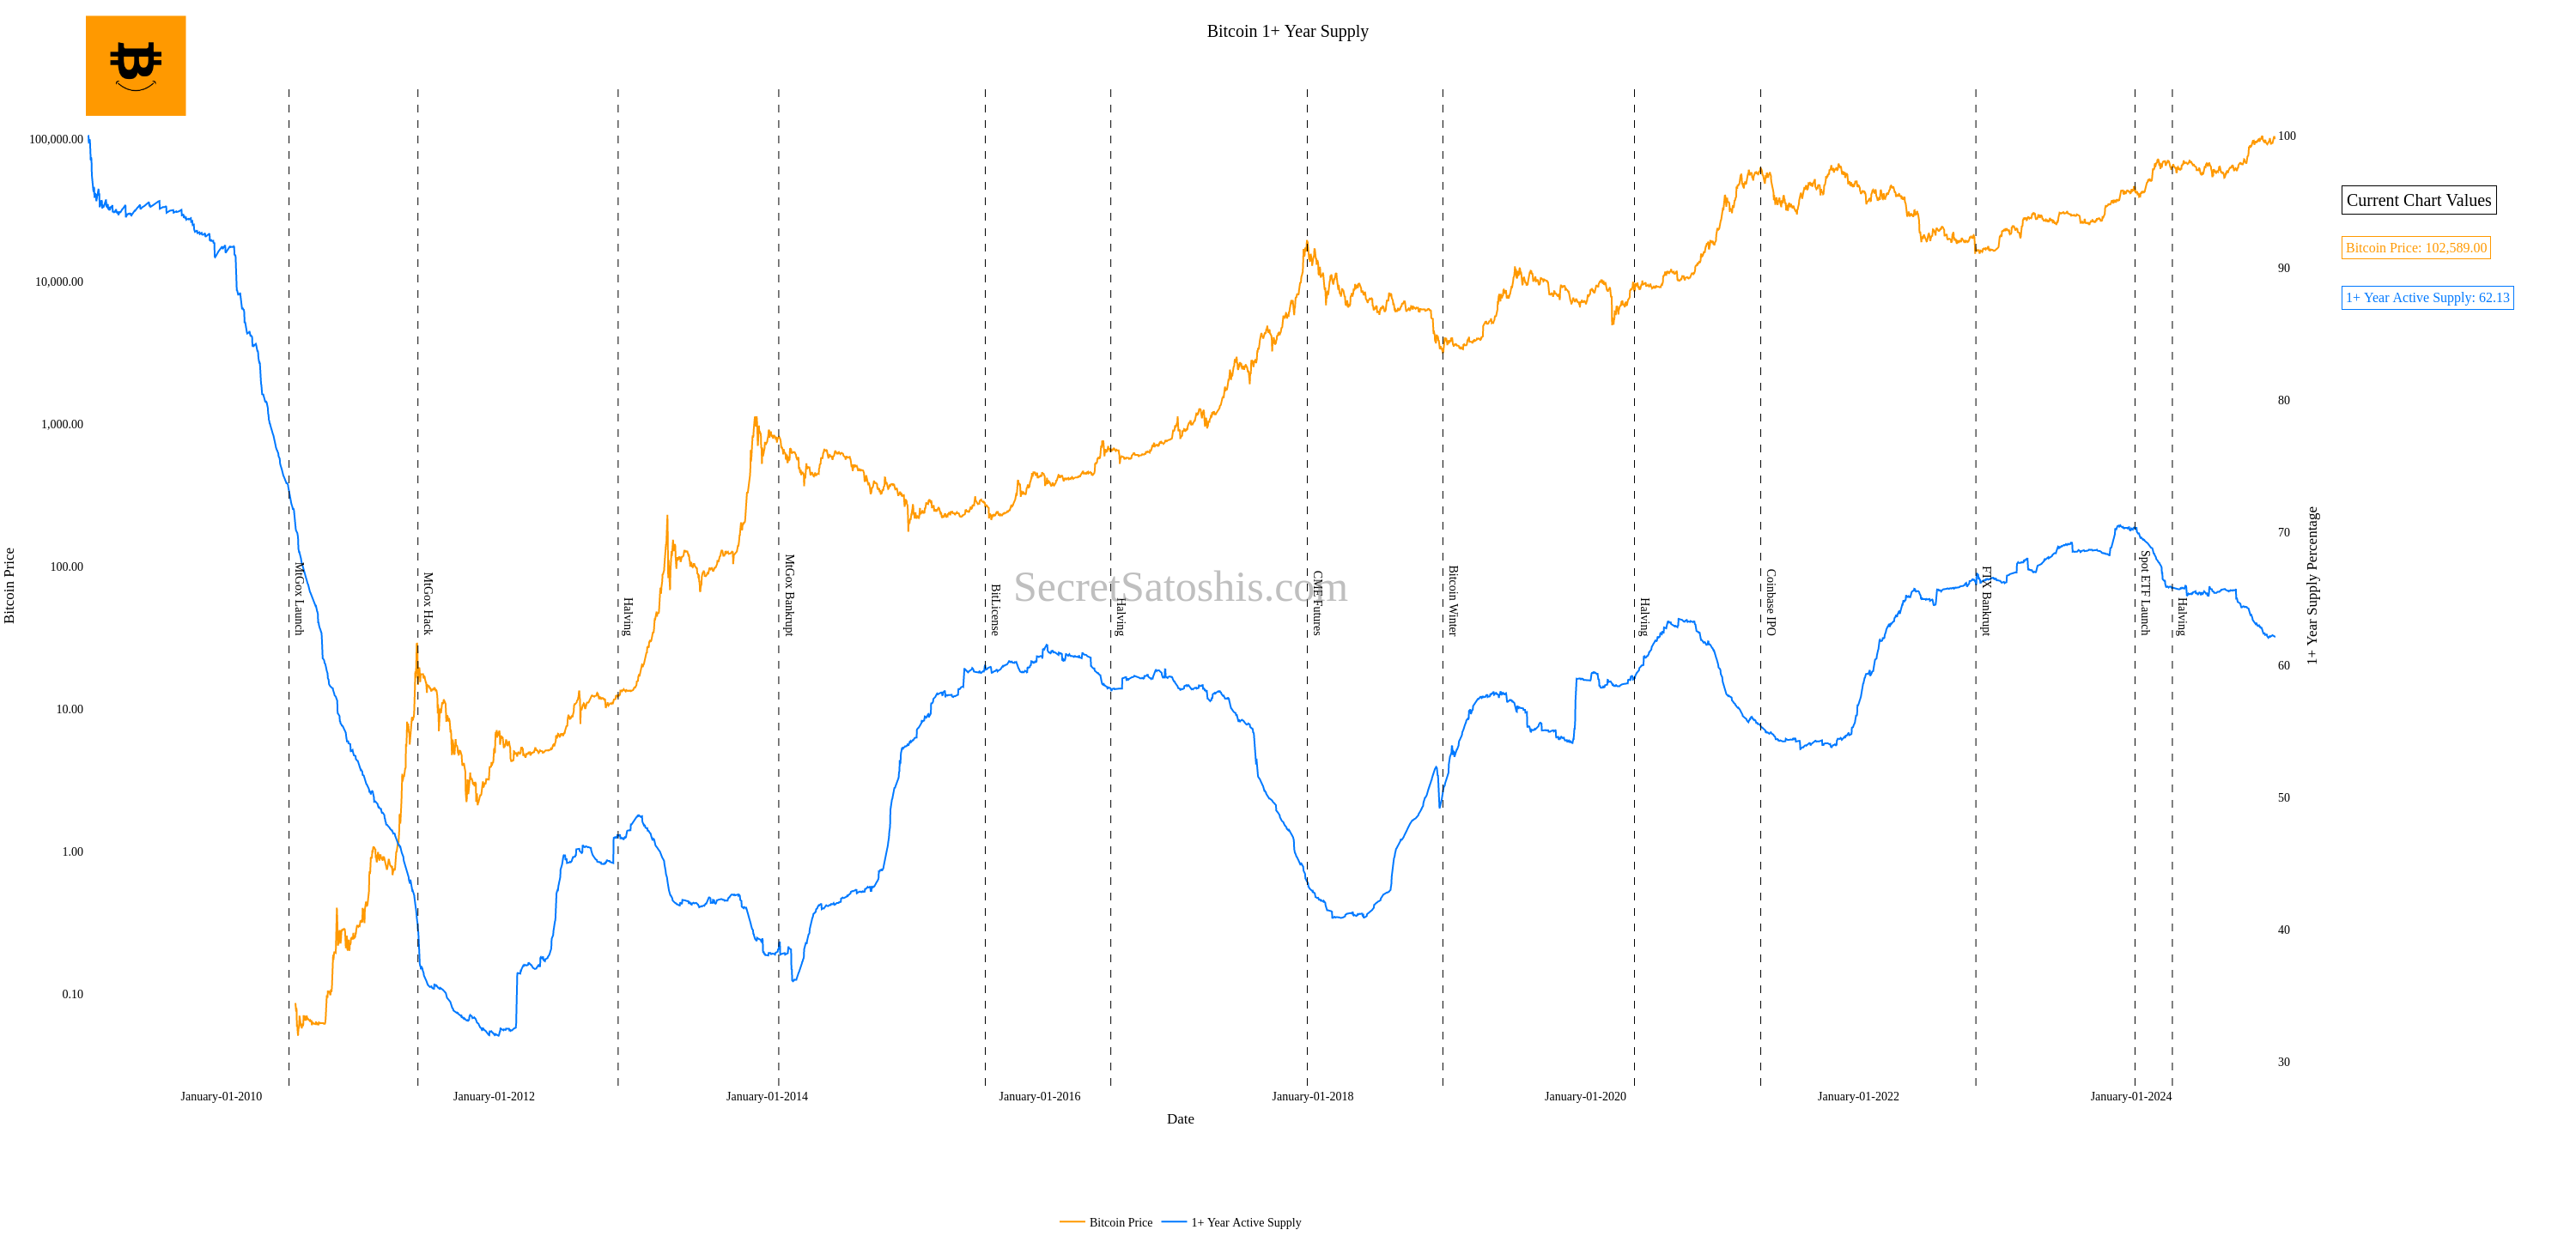 Bitcoin 1+ Year Supply
100,000.00
10,000.00
1,000.00
100.00
10.00
1.00
0.10
Bitcoin Price
MtGox Launch
MtGox Hack
Halving
MtGox Bankrupt
BitLicense
Halving
CME Futures
Bitcoin Winter
Halving
Coinbase IPO
FTX Bankrupt
Spot ETF Launch
Halving
SecretSatoshis.com
100
90
80
70
60
50
40
30
1+ Year Supply Percentage
Current Chart Values
Bitcoin Price: 102,589.00
1+ Year Active Supply: 62.13
January-01-2010
January-01-2012
January-01-2014
January-01-2016
January-01-2018
January-01-2020
January-01-2022
January-01-2024
Date
Bitcoin Price
1+ Year Active Supply